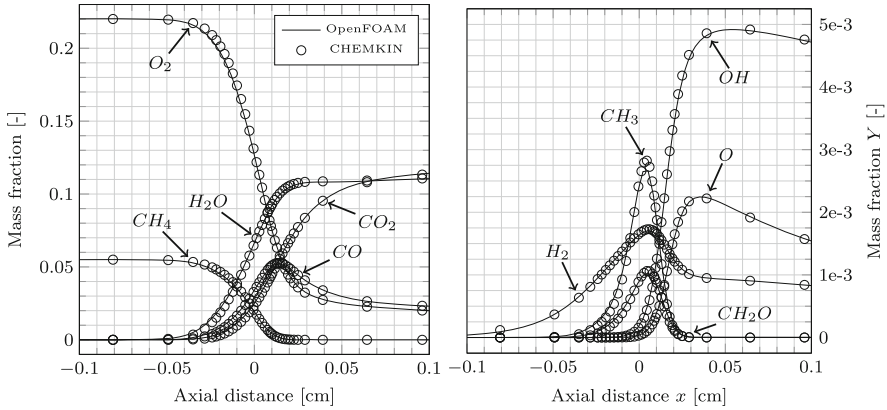 OpenFOAM
CHEMKIN
O2
H2O
CH4
CO2
CO
0.2
0.15
0.1
0.05
0
−0.1 −0.05 0 0.05 0.1
Mass fraction [-]
Axial distance [cm]
CH3
OH
O
H2
CH2O
5e-3
4e-3
3e-3
2e-3
1e-3
0
−0.1 −0.05 0 0.05 0.1
Mass fraction Y [-]
Axial distance x [cm]